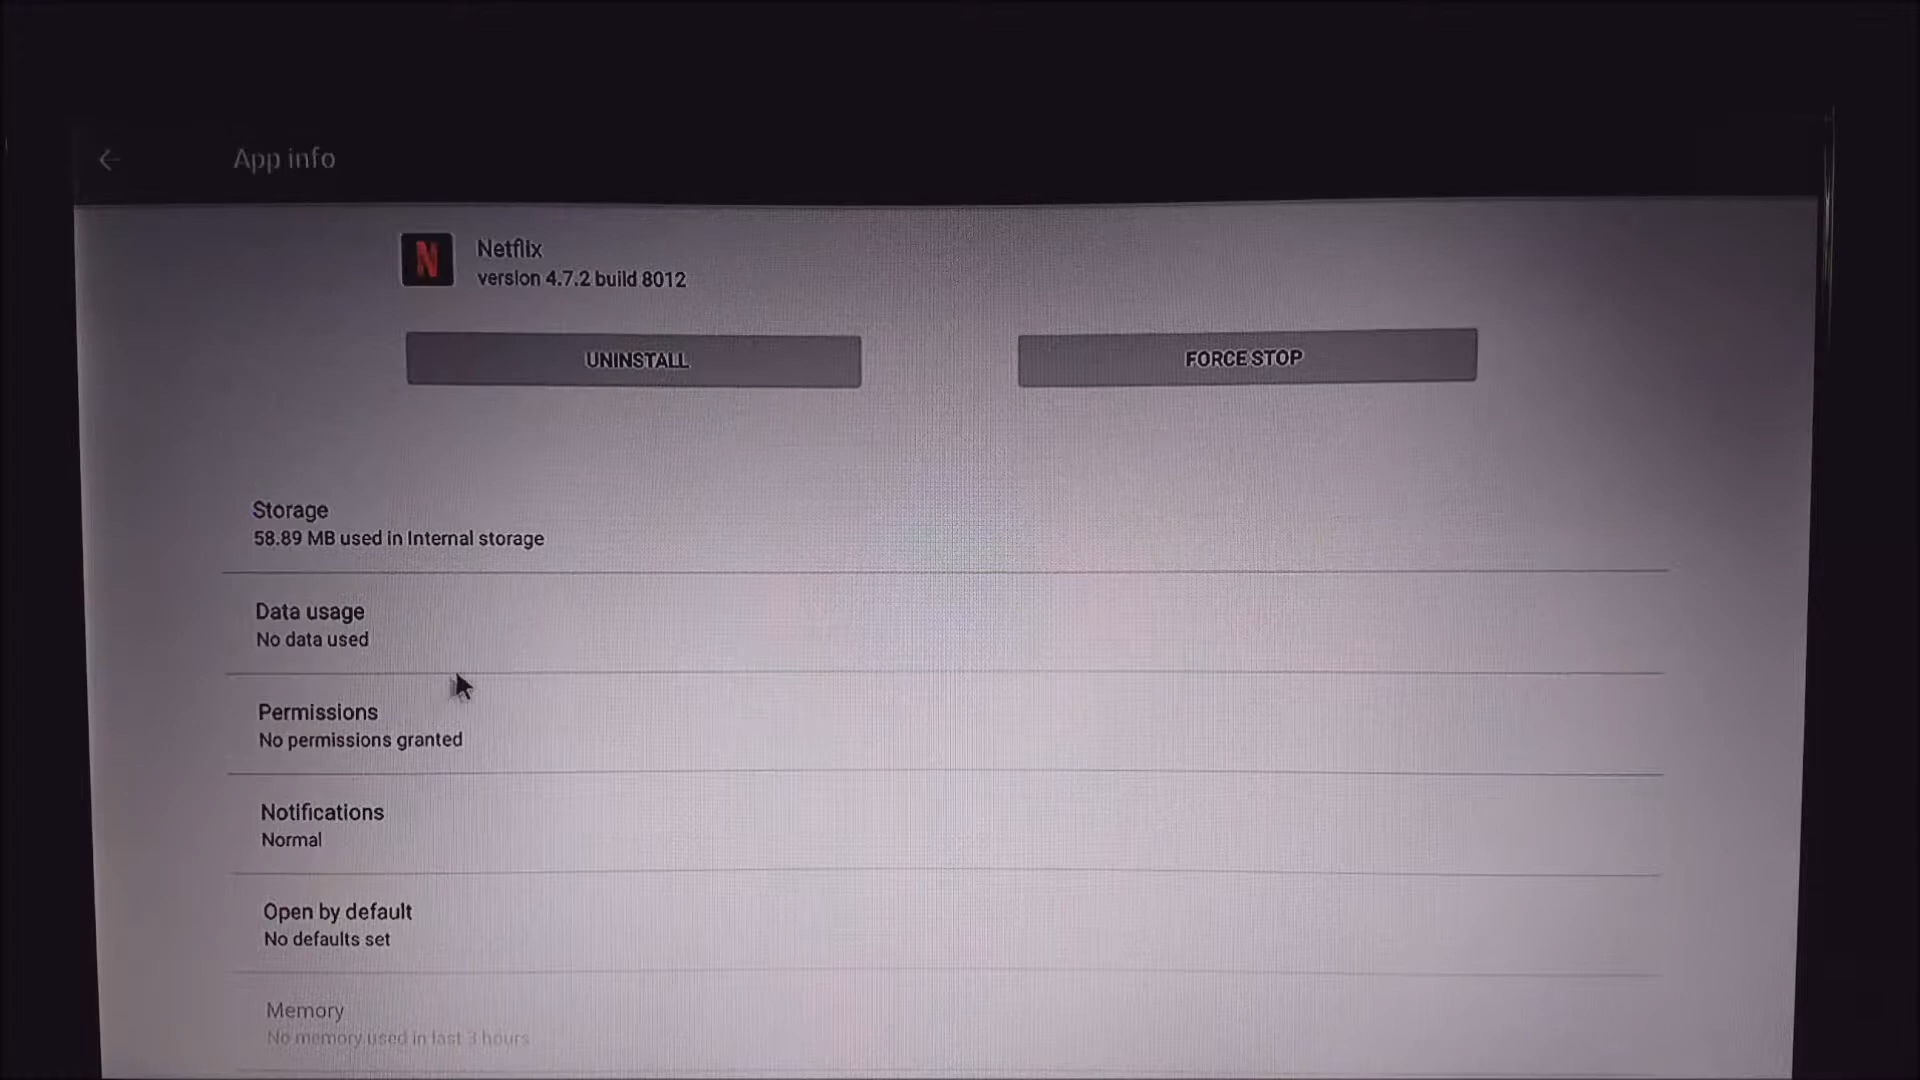 App info
N
Netflix
version 4.7.2 build 8012
UNINSTALL
FORCE STOP
Storage
58.89 MB used in Internal storage
Data usage
No data used
Permissions
No permissions granted
Notifications
Normal
Open by default
No defaults set
Memory
No memory used in last 3 hours